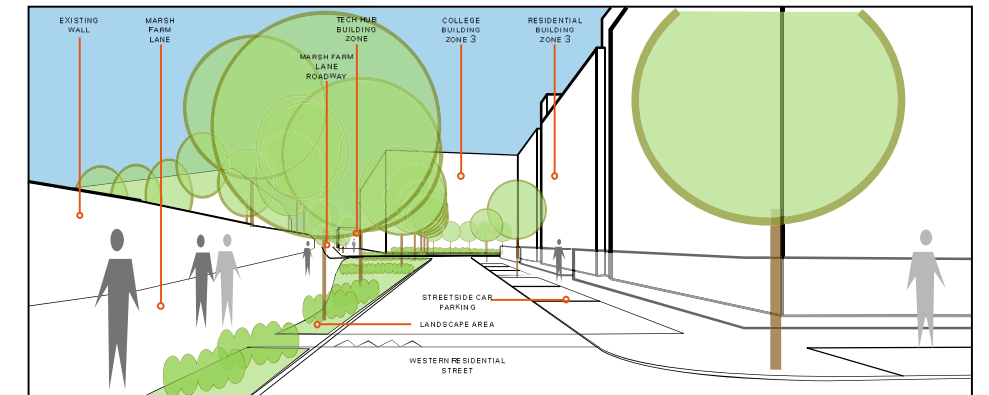 EXISTING
WALL
MARSH
FARM
LANE
TECH HUB
BUILDING
ZONE
COLLEGE
BUILDING
ZONE 3
RESIDENTIAL
BUILDING
ZONE 3
MARSH FARM
LANE
ROADWAY
STREETSIDE CAR
PARKING
LANDSCAPE AREA
WESTERN RESIDENTIAL
STREET